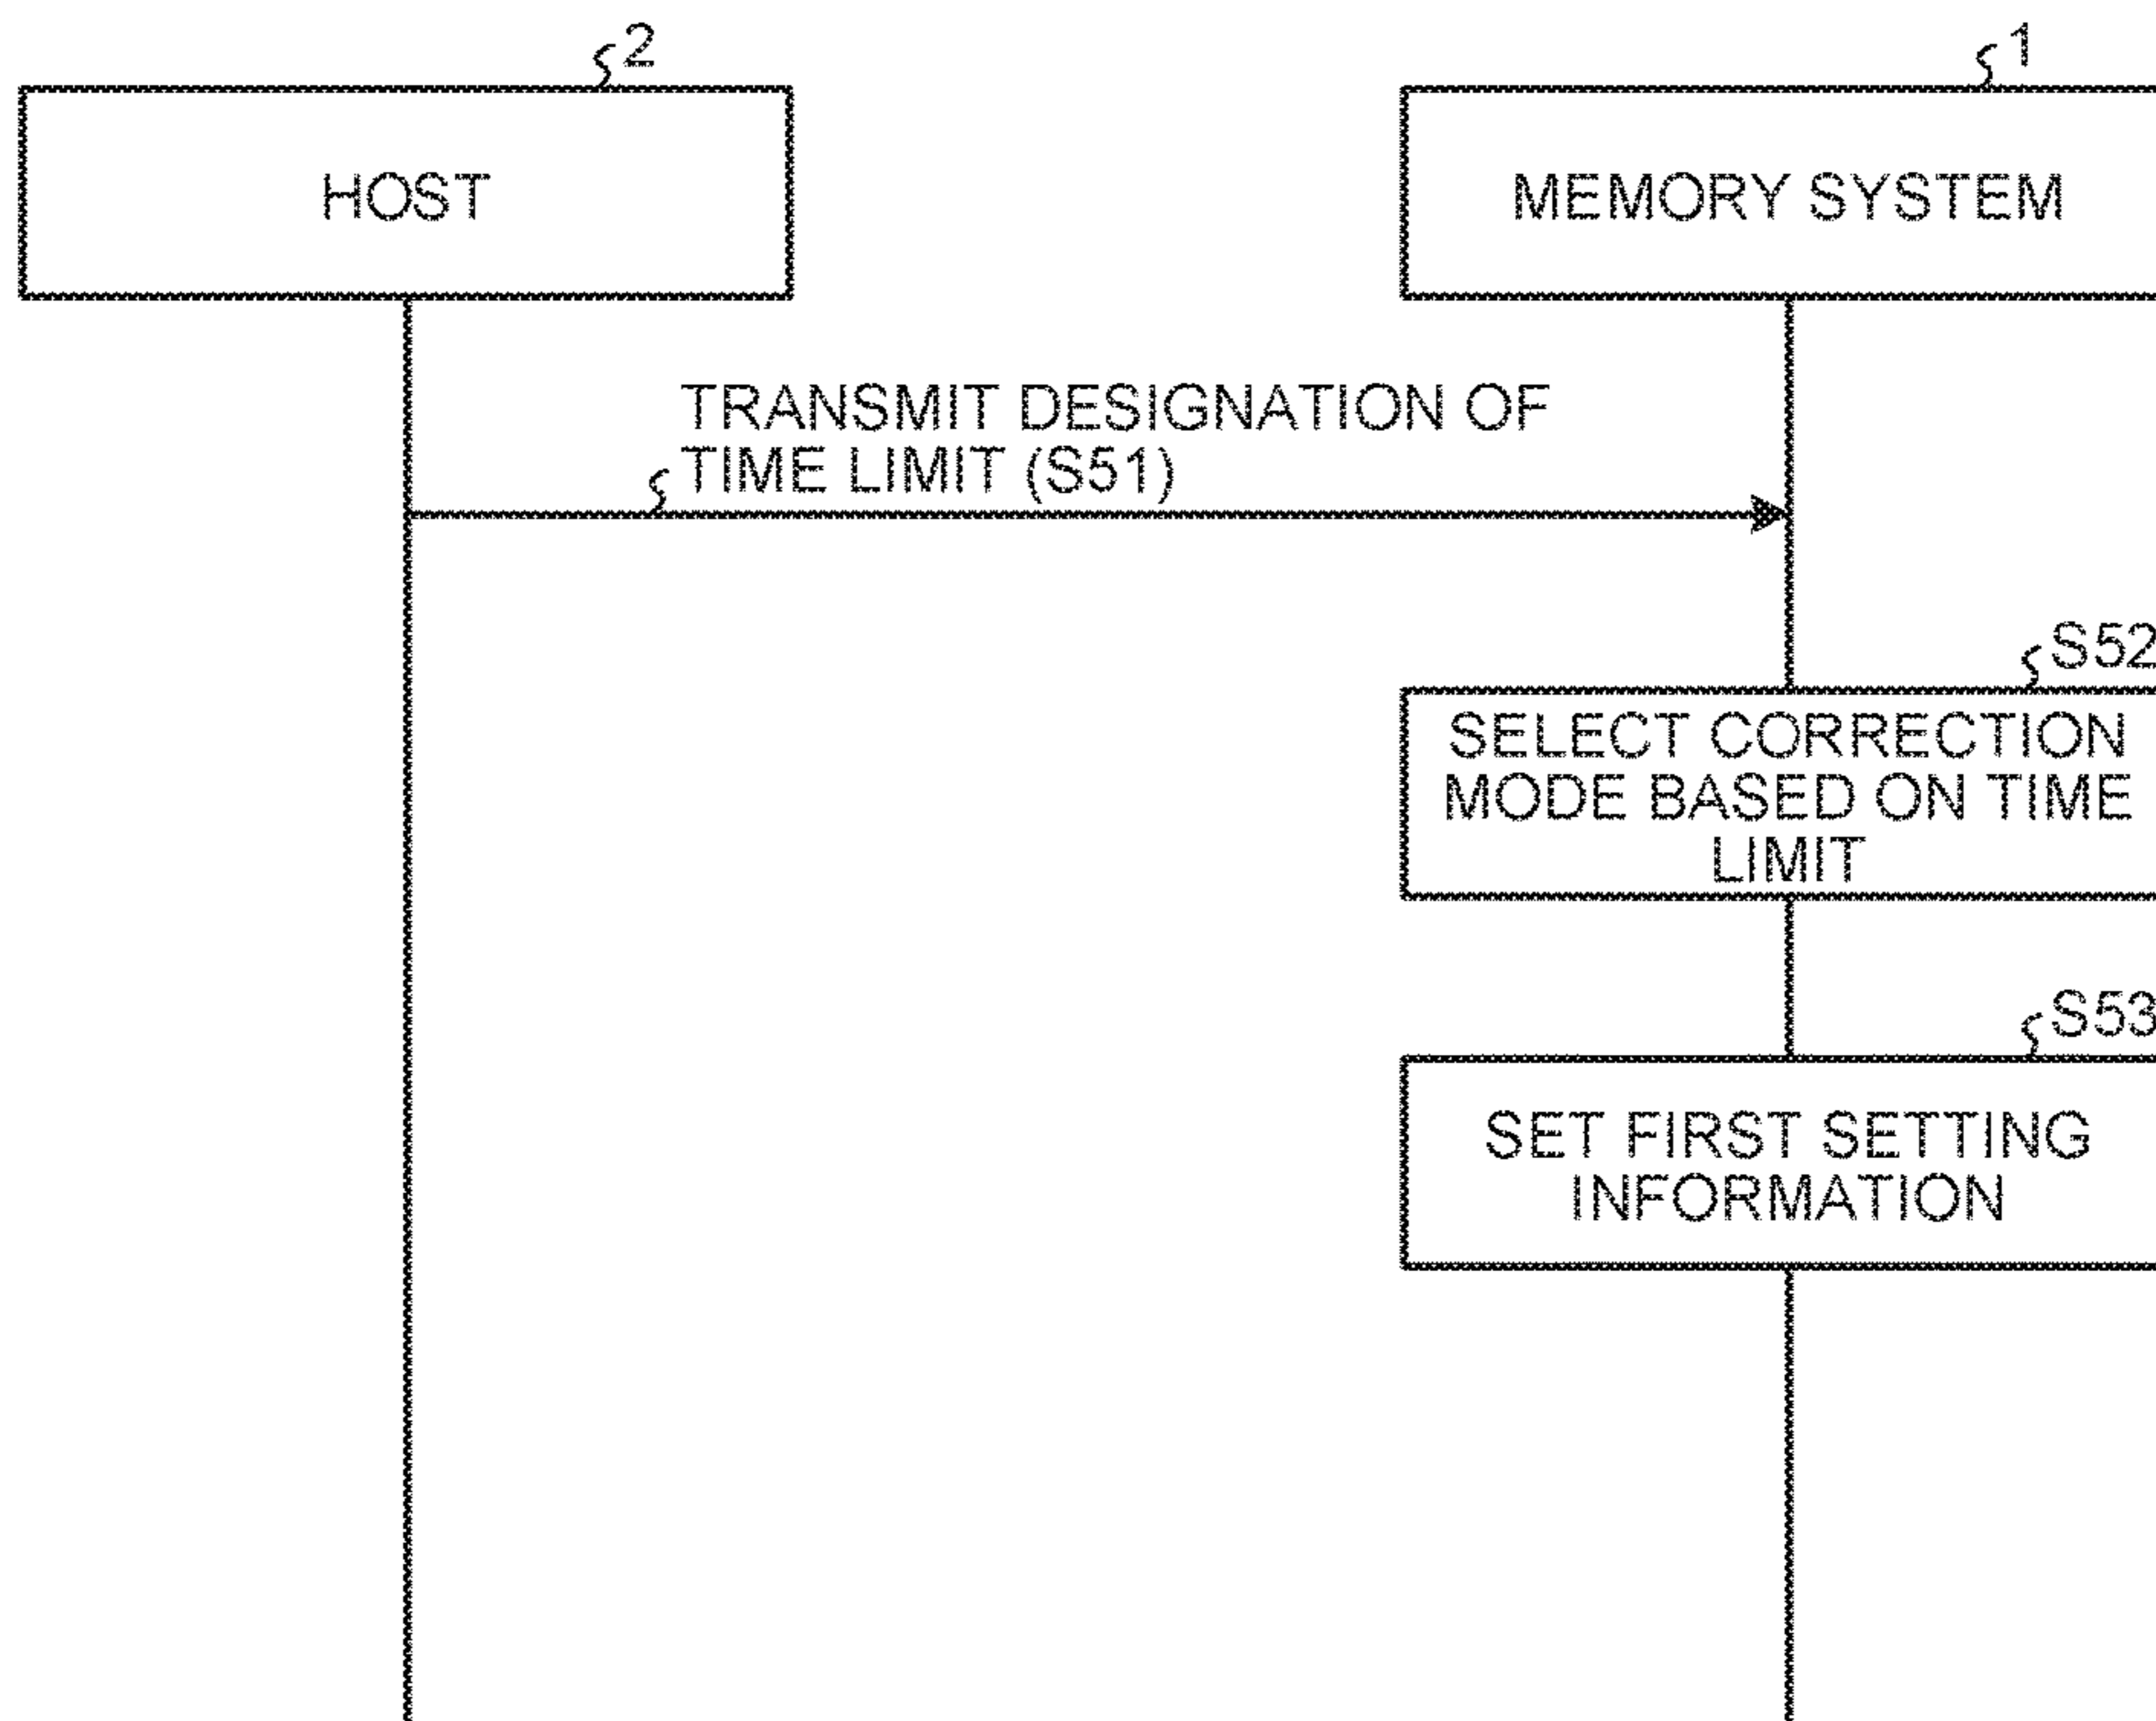 2
1
HOST
MEMORY SYSTEM
TRANSMIT DESIGNATION OF
TIME LIMIT (S51)
S52
SELECT CORRECTION
MODE BASED ON TIME
LIMIT
S53
SET FIRST SETTING
INFORMATION